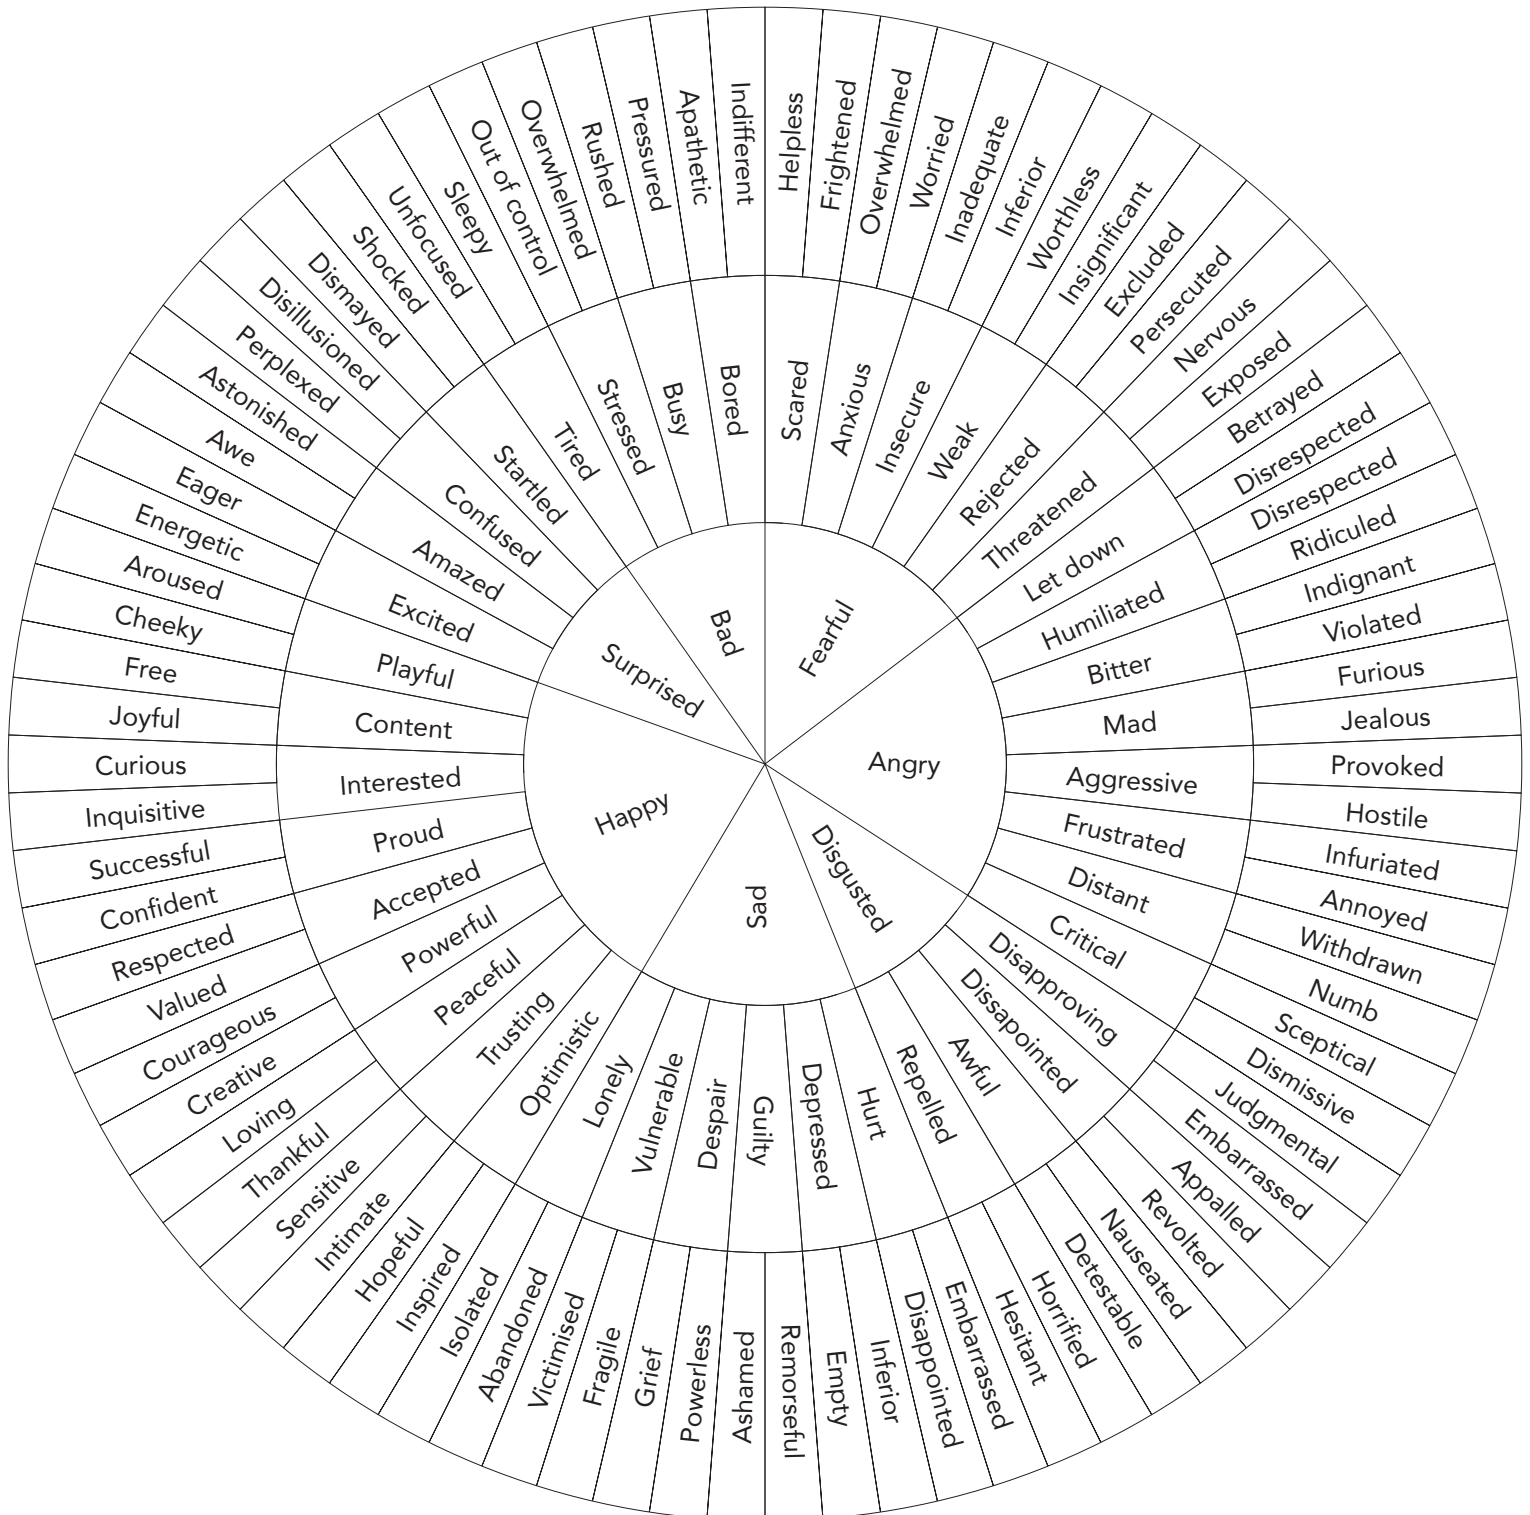 Fearful
Angry
Disgusted
Sad
Happy
Surprised
Bad
Scared
Anxious
Insecure
Weak
Rejected
Threatened
Let down
Humiliated
Bitter
Mad
Aggressive
Frustrated
Distant
Critical
Disapproving
Dissapointed
Awful
Repelled
Hurt
Depressed
Guilty
Despair
Vulnerable
Lonely
Optimistic
Trusting
Peaceful
Powerful
Accepted
Proud
Interested
Content
Playful
Excited
Amazed
Confused
Startled
Tired
Stressed
Busy
Bored
Helpless
Frightened
Overwhelmed
Worried
Inadequate
Inferior
Worthless
Insignificant
Excluded
Persecuted
Nervous
Exposed
Betrayed
Disrespected
Disrespected
Ridiculed
Indignant
Violated
Furious
Jealous
Provoked
Hostile
Infuriated
Annoyed
Withdrawn
Numb
Sceptical
Dismissive
Judgmental
Embarrassed
Appalled
Revolted
Nauseated
Detestable
Horrified
Hesitant
Embarrassed
Disappointed
Inferior
Empty
Remorseful
Ashamed
Powerless
Grief
Fragile
Victimised
Abandoned
Isolated
Inspired
Hopeful
Intimate
Sensitive
Thankful
Loving
Creative
Courageous
Valued
Respected
Confident
Successful
Inquisitive
Curious
Joyful
Free
Cheeky
Aroused
Energetic
Eager
Awe
Astonished
Perplexed
Disillusioned
Dismayed
Shocked
Unfocused
Sleepy
Out of control
Overwhelmed
Rushed
Pressured
Apathetic
Indifferent